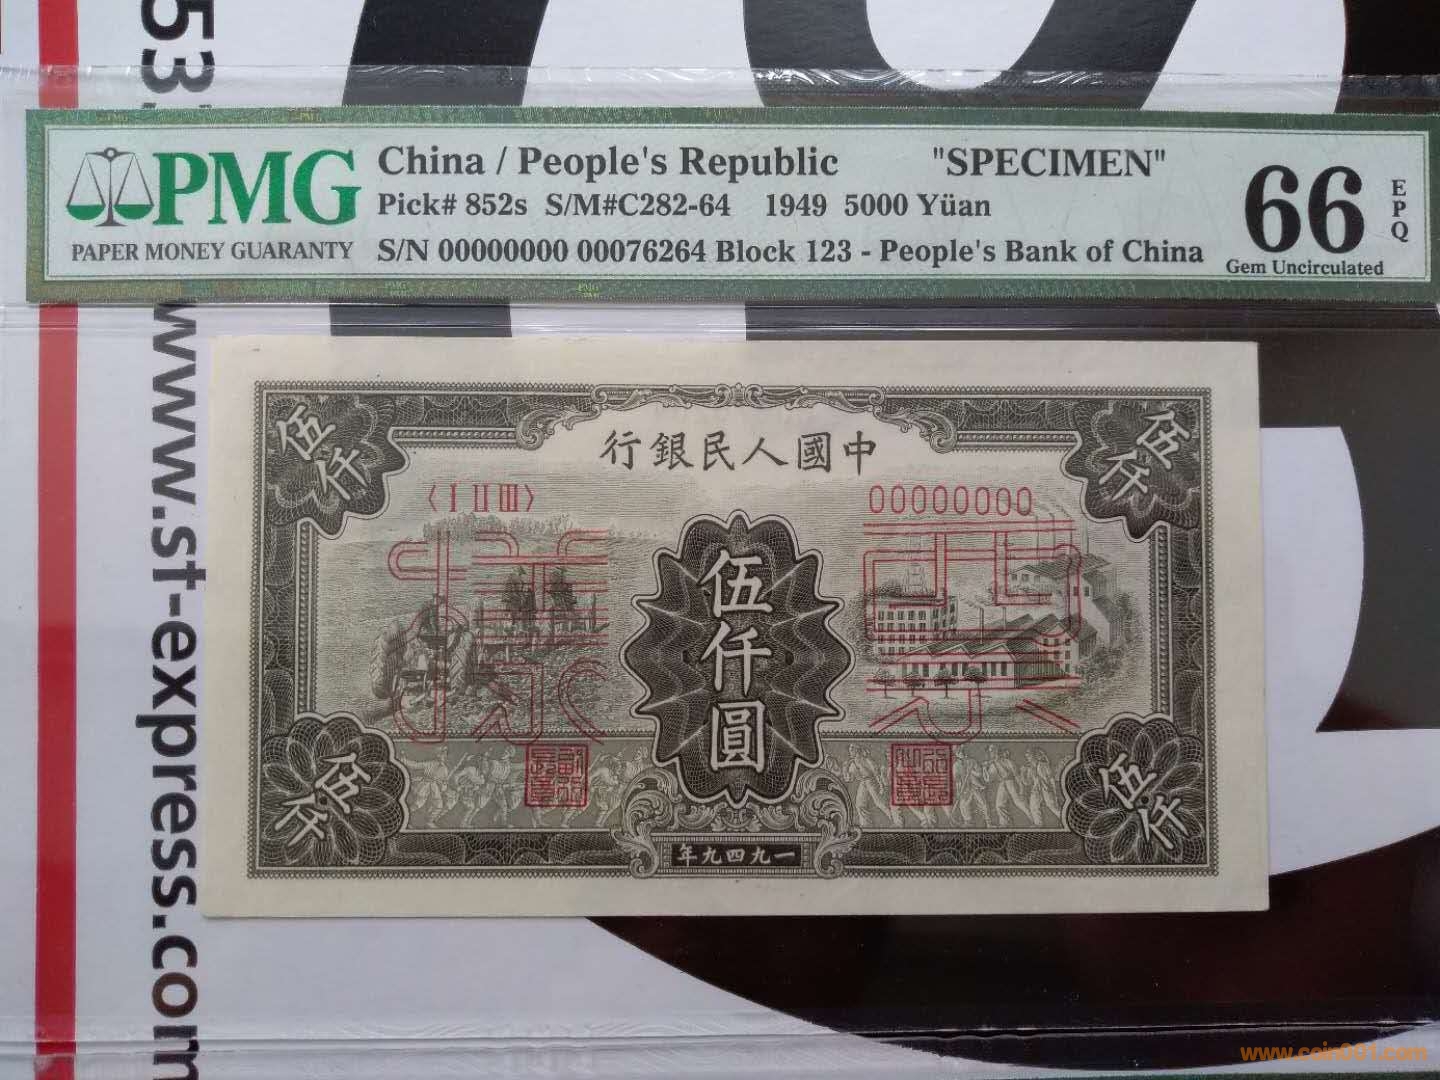 53
www.st-express.com
PMG
PAPER MONEY GUARANTY
China / People's Republic "SPECIMEN"
Pick# 852s S/M#C282-64 1949 5000 Yüan
S/N 00000000 00076264 Block 123 - People's Bank of China
66
EPQ
Gem Uncirculated
行銀民人國中
〈Ⅰ Ⅱ Ⅲ〉
00000000
伍仟
伍仟
樣票
伍仟圓
伍仟
伍仟
年九四九一
www.coin001.com